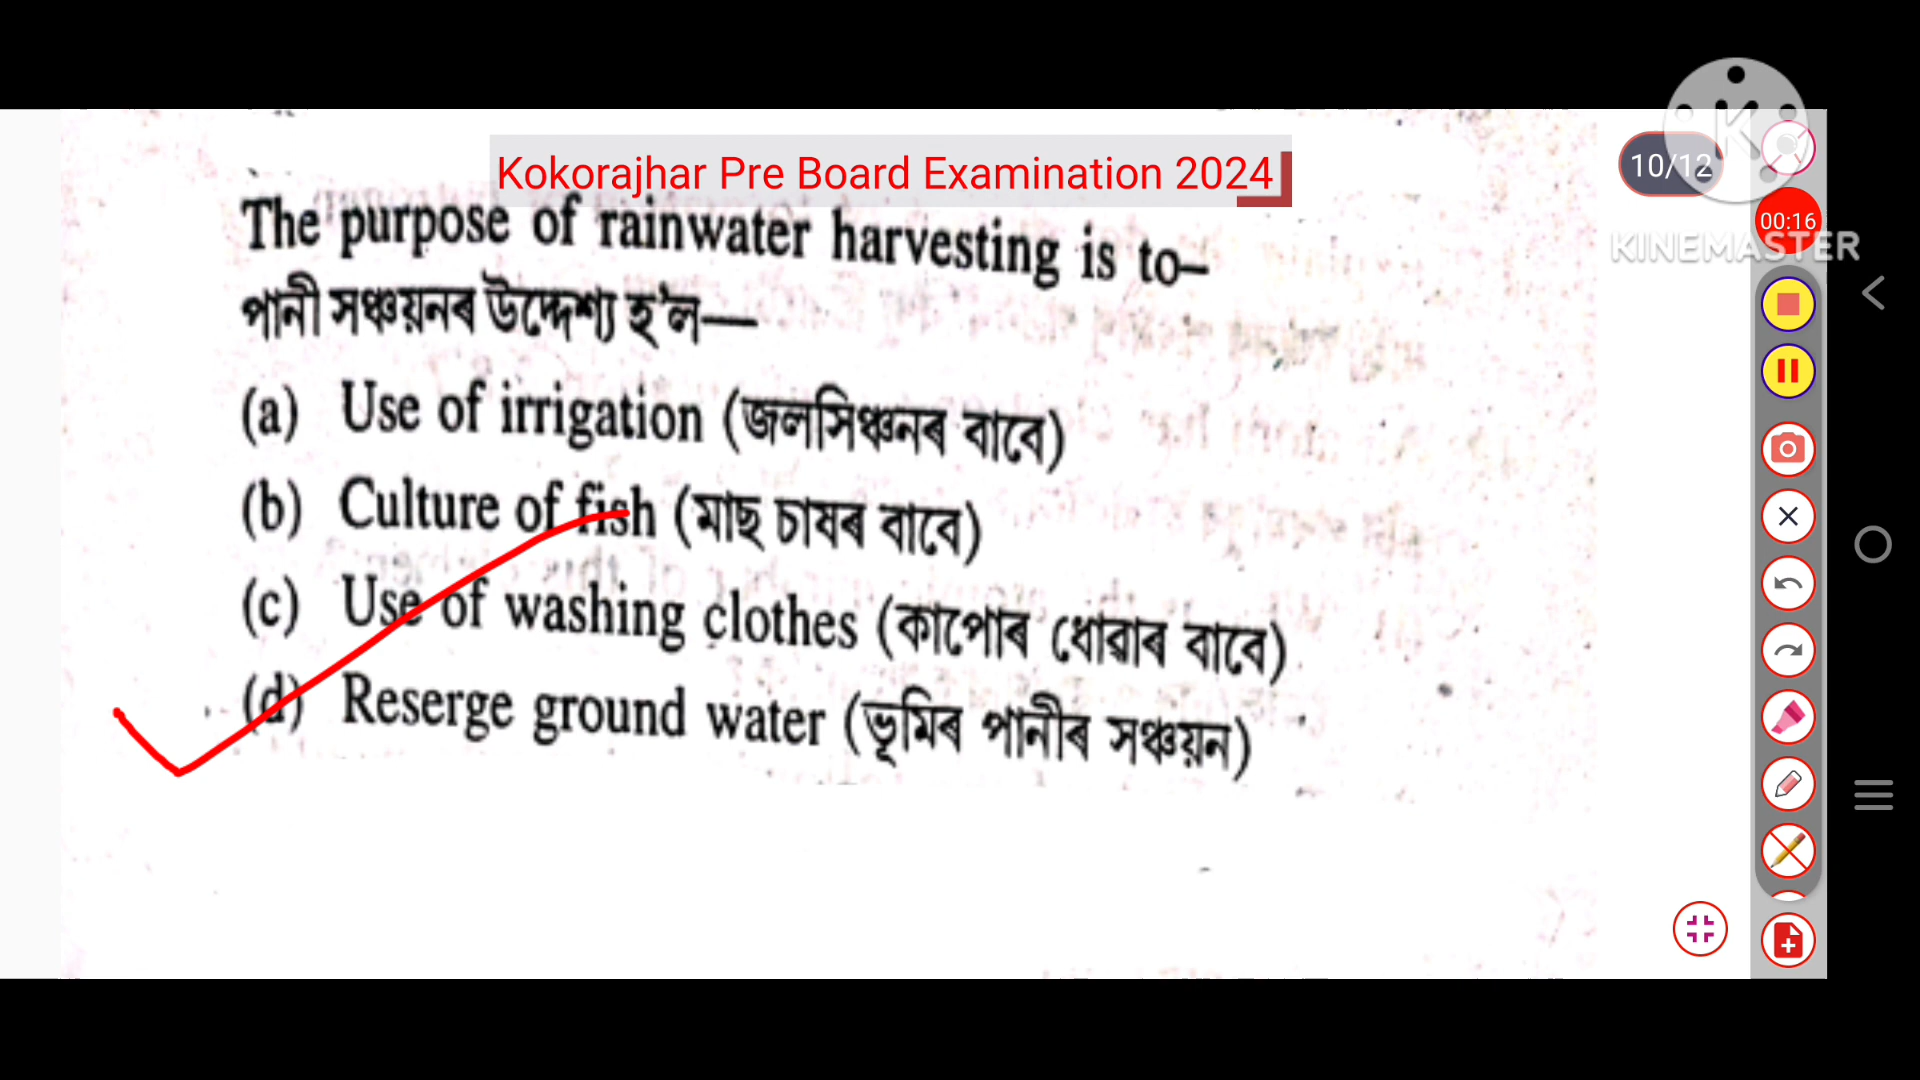 Kokorajhar Pre Board Examination 2024
10/12
00:16
KINEMASTER
The purpose of rainwater harvesting is to–
পানী সঞ্চয়নৰ উদ্দেশ্য হ'ল—
(a) Use of irrigation (জলসিঞ্চনৰ বাবে)
(b) Culture of fish (মাছ চাষৰ বাবে)
(c) Use of washing clothes (কাপোৰ ধোৱাৰ বাবে)
(d) Reserge ground water (ভূমিৰ পানীৰ সঞ্চয়ন)